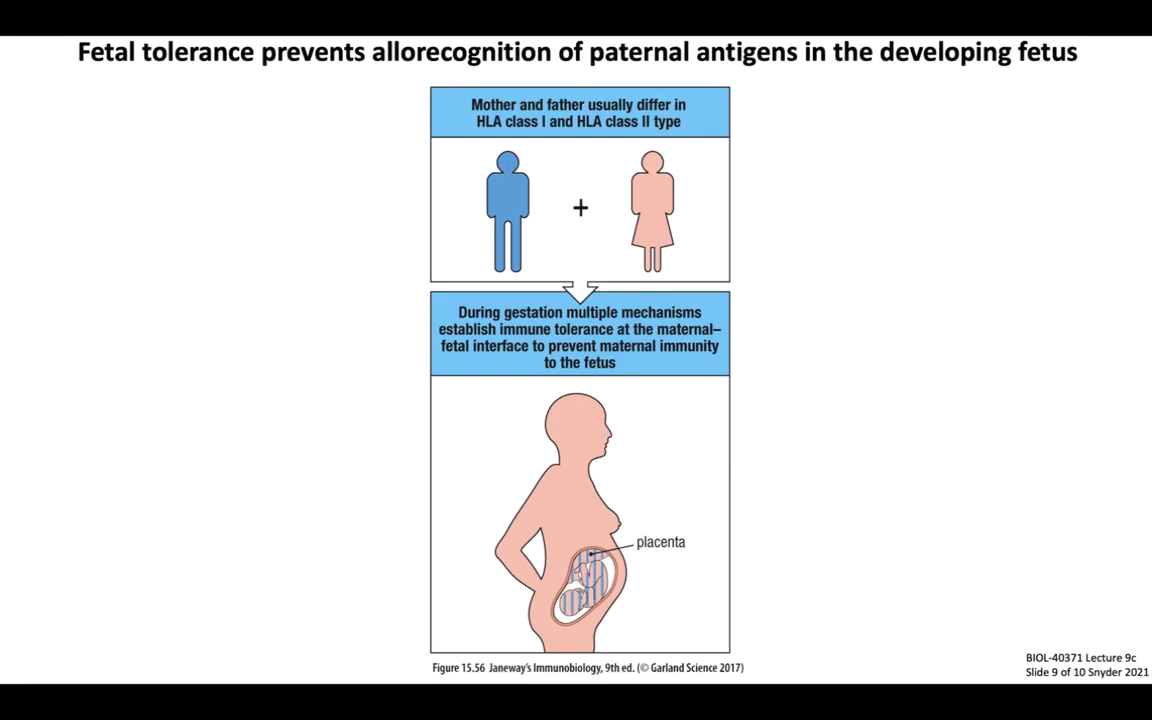 Fetal tolerance prevents allorecognition of paternal antigens in the developing fetus
Mother and father usually differ in
HLA class I and HLA class II type
+
During gestation multiple mechanisms
establish immune tolerance at the maternal–
fetal interface to prevent maternal immunity
to the fetus
placenta
Figure 15.56 Janeway's Immunobiology, 9th ed. (© Garland Science 2017)
BIOL-40371 Lecture 9c
Slide 9 of 10 Snyder 2021